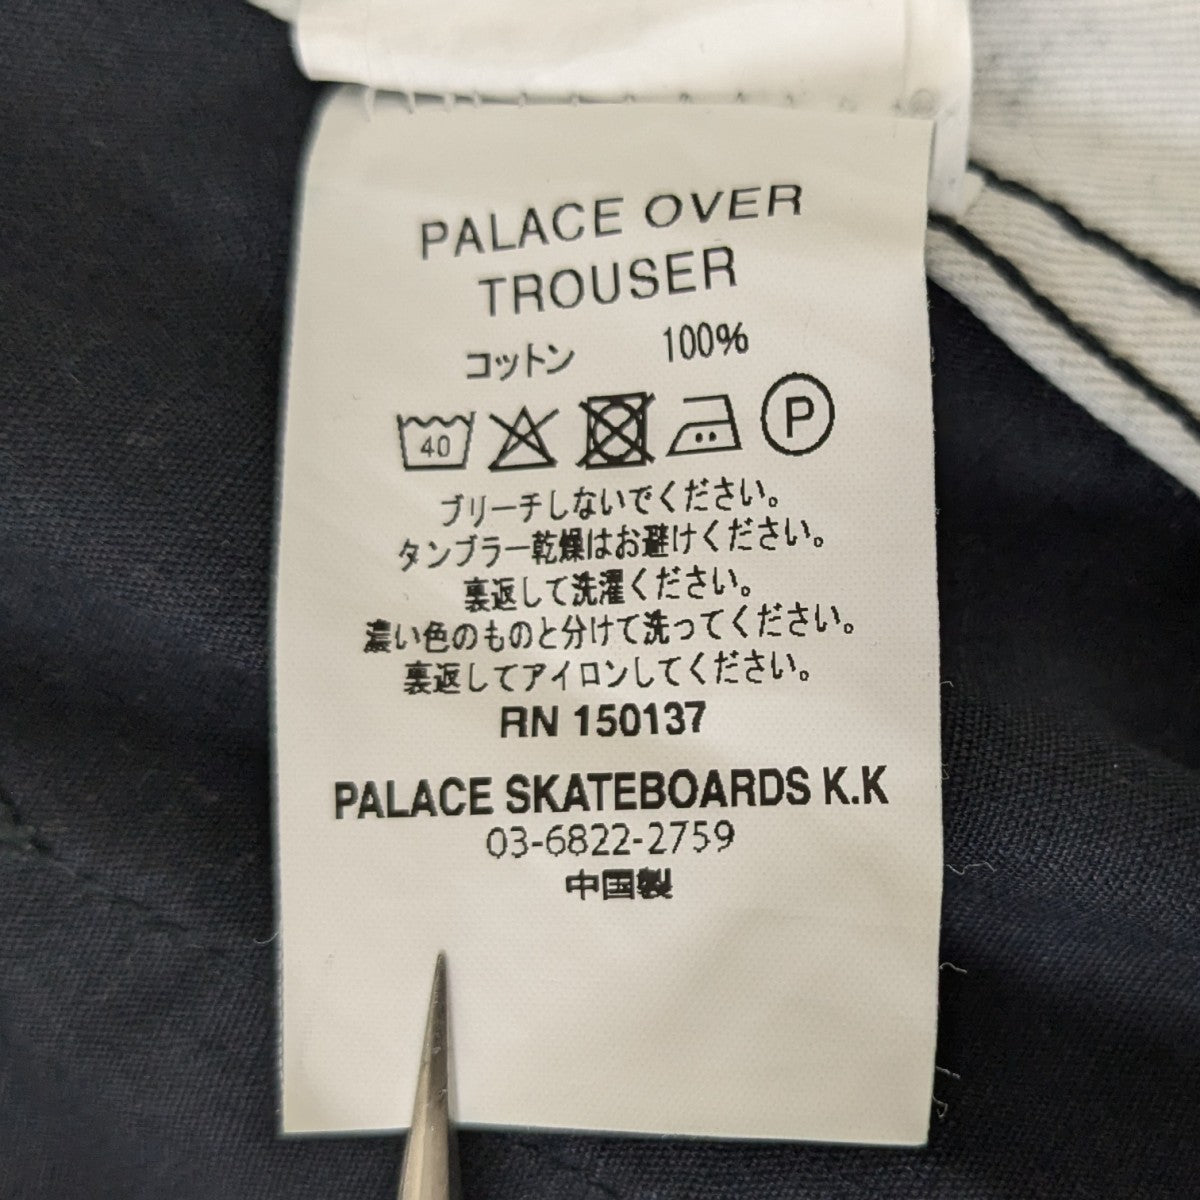 PALACE OVER
TROUSER
コットン 100%
40 P
ブリーチしないでください。
タンブラー乾燥はお避けください。
裏返して洗濯ください。
濃い色のものと分けて洗ってください。
裏返してアイロンしてください。
RN 150137
PALACE SKATEBOARDS K.K
03-6822-2759
中国製